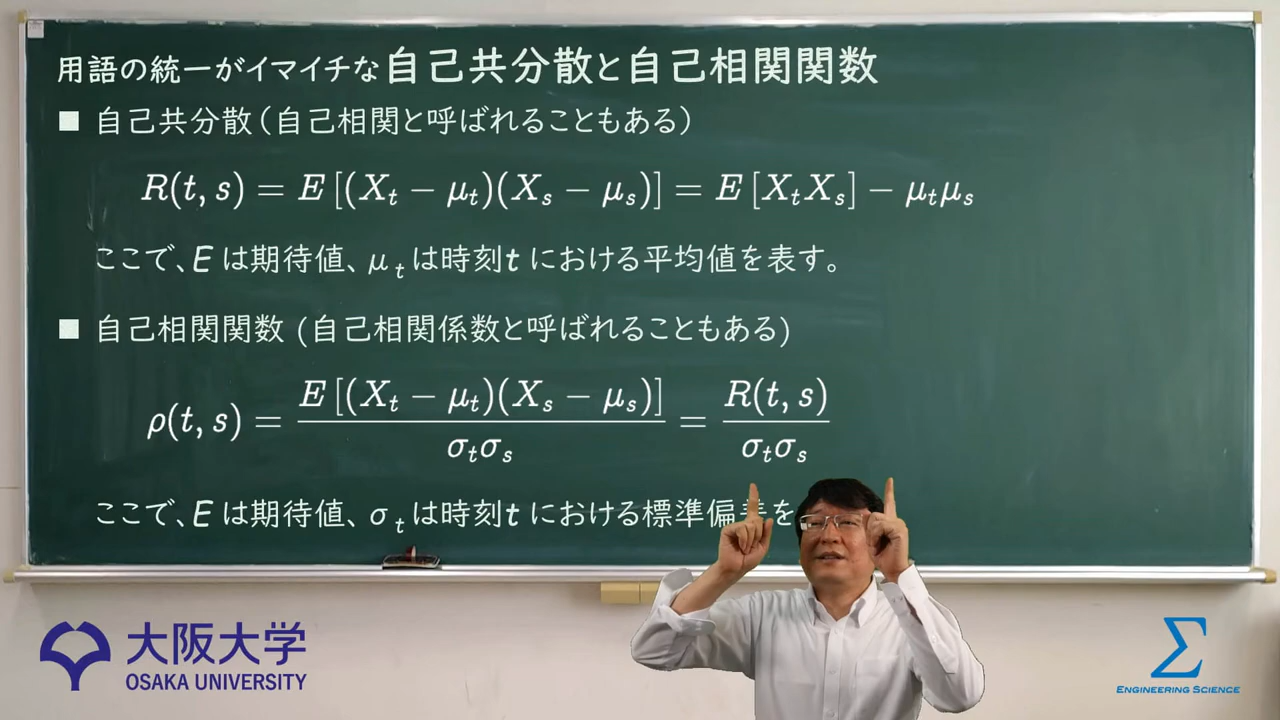 用語の統一がイマイチな自己共分散と自己相関関数
■ 自己共分散（自己相関と呼ばれることもある）
R(t, s) = E [(X_t − μ_t)(X_s − μ_s)] = E [X_t X_s] − μ_t μ_s
ここで、E は期待値、μ_t は時刻t における平均値を表す。
■ 自己相関関数 (自己相関係数と呼ばれることもある)
ρ(t, s) = E [(X_t − μ_t)(X_s − μ_s)] / σ_t σ_s = R(t, s) / σ_t σ_s
ここで、E は期待値、σ_t は時刻t における標準偏差を
大阪大学
OSAKA UNIVERSITY
Σ
ENGINEERING SCIENCE